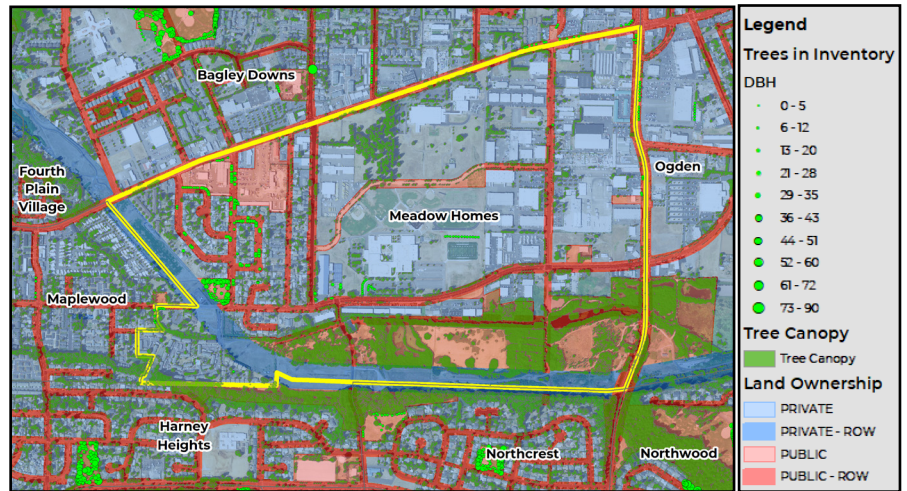 Bagley Downs
Fourth
Plain
Village
Ogden
Meadow Homes
Maplewood
Harney
Heights
Northcrest
Northwood
Legend
Trees in Inventory
DBH
0 - 5
6 - 12
13 - 20
21 - 28
29 - 35
36 - 43
44 - 51
52 - 60
61 - 72
73 - 90
Tree Canopy
Tree Canopy
Land Ownership
PRIVATE
PRIVATE - ROW
PUBLIC
PUBLIC - ROW